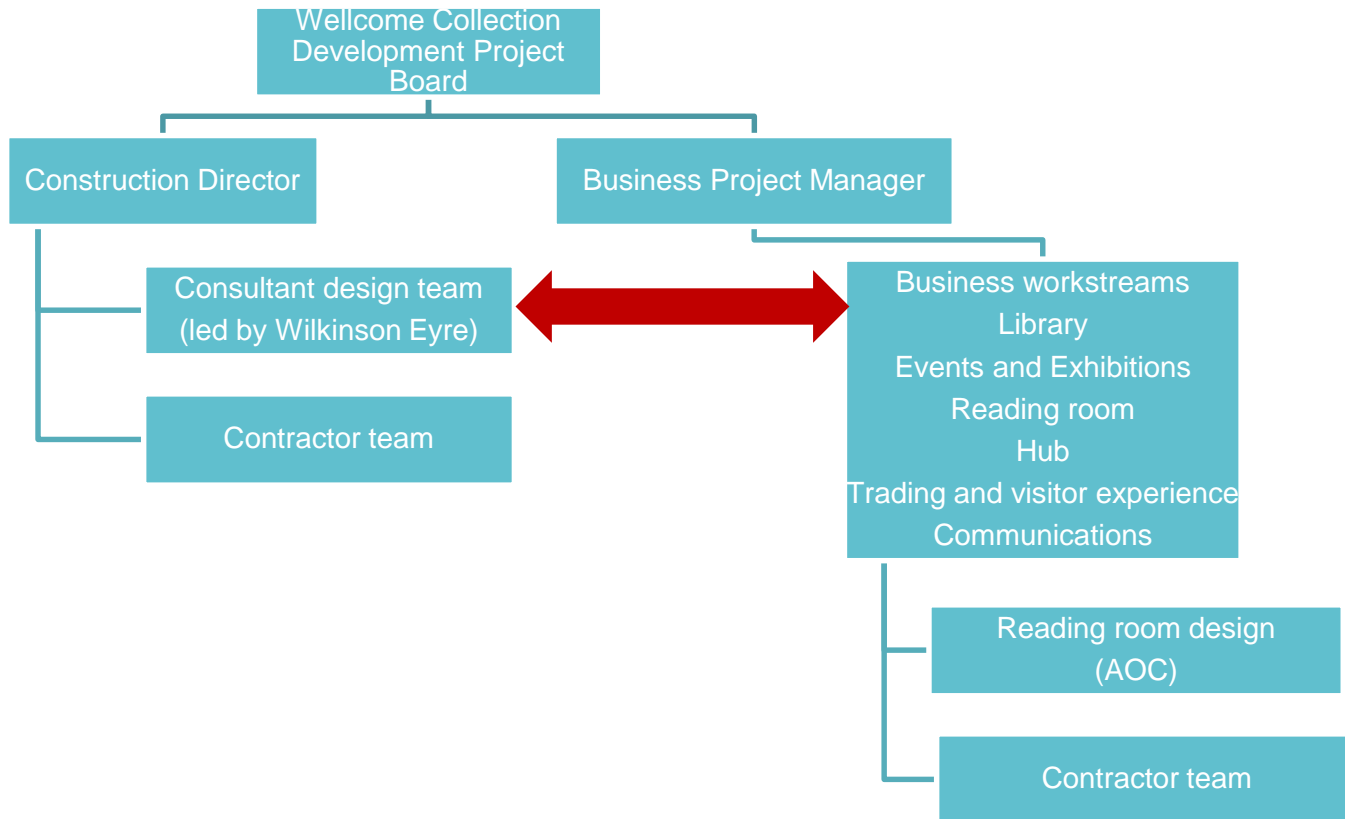 Wellcome Collection
Development Project
Board
Construction Director
Business Project Manager
Consultant design team
(led by Wilkinson Eyre)
Contractor team
Business workstreams
Library
Events and Exhibitions
Reading room
Hub
Trading and visitor experience
Communications
Reading room design
(AOC)
Contractor team